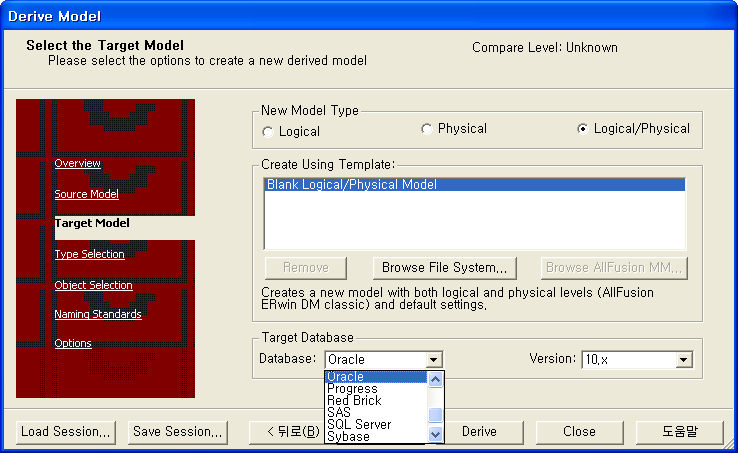 Derive Model
Select the Target Model
Please select the options to create a new derived model
Compare Level: Unknown
Overview
Source Model
Target Model
Type Selection
Object Selection
Naming Standards
Options
New Model Type
Logical
Physical
Logical/Physical
Create Using Template:
Blank Logical/Physical Model
Remove
Browse File System...
Browse AllFusion MM...
Creates a new model with both logical and physical levels (AllFusion
ERwin DM classic) and default settings.
Target Database
Database: Oracle
Version: 10.x
Oracle
Progress
Red Brick
SAS
SQL Server
Sybase
Load Session...
Save Session...
< 뒤로(B)
Derive
Close
도움말